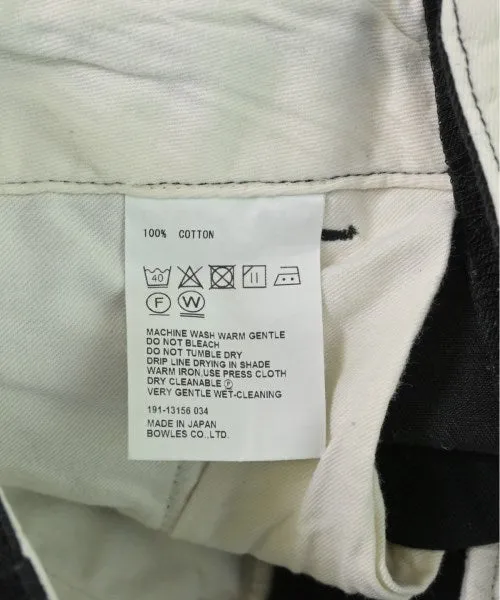 100% COTTON
40
F W
MACHINE WASH WARM GENTLE
DO NOT BLEACH
DO NOT TUMBLE DRY
DRIP LINE DRYING IN SHADE
WARM IRON,USE PRESS CLOTH
DRY CLEANABLE Ⓟ
VERY GENTLE WET-CLEANING
191-13156 034
MADE IN JAPAN
BOWLES CO.,LTD.